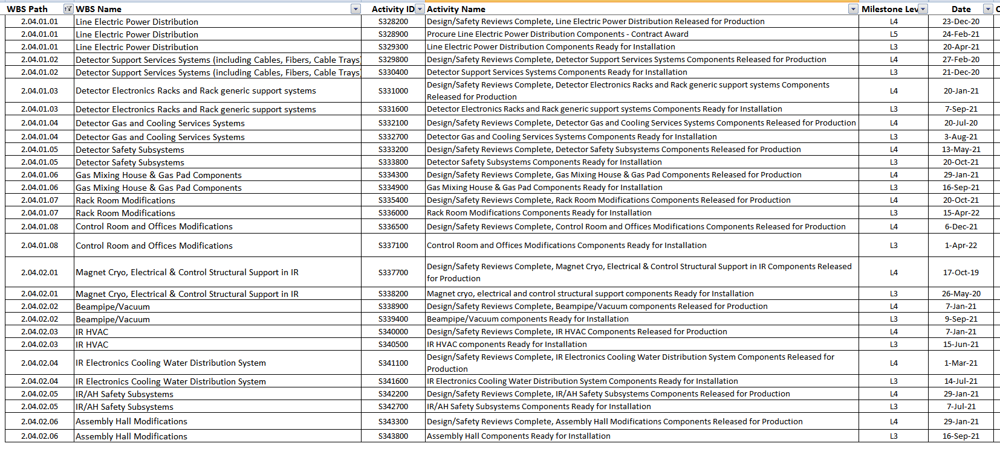 WBS Path WBS Name Activity ID Activity Name Milestone Lev Date
2.04.01.01 Line Electric Power Distribution S328200 Design/Safety Reviews Complete, Line Electric Power Distribution Released for Production L4 23-Dec-20
2.04.01.01 Line Electric Power Distribution S328900 Procure Line Electric Power Distribution Components - Contract Award L5 24-Feb-21
2.04.01.01 Line Electric Power Distribution S329300 Line Electric Power Distribution Components Ready for Installation L3 20-Apr-21
2.04.01.02 Detector Support Services Systems (including Cables, Fibers, Cable Trays) S329800 Design/Safety Reviews Complete, Detector Support Services Systems Components Released for Production L4 27-Feb-20
2.04.01.02 Detector Support Services Systems (including Cables, Fibers, Cable Trays) S330400 Detector Support Services Systems Components Ready for Installation L3 21-Dec-20
2.04.01.03 Detector Electronics Racks and Rack generic support systems S331000 Design/Safety Reviews Complete, Detector Electronics Racks and Rack generic support systems Components
Released for Production L4 20-Jan-21
2.04.01.03 Detector Electronics Racks and Rack generic support systems S331600 Detector Electronics Racks and Rack generic support systems Components Ready for Installation L3 7-Sep-21
2.04.01.04 Detector Gas and Cooling Services Systems S332100 Design/Safety Reviews Complete, Detector Gas and Cooling Services Systems Components Released for Production L4 20-Jul-20
2.04.01.04 Detector Gas and Cooling Services Systems S332700 Detector Gas and Cooling Services Systems Components Ready for Installation L3 3-Aug-21
2.04.01.05 Detector Safety Subsystems S333200 Design/Safety Reviews Complete, Detector Safety Subsystems Components Released for Production L4 13-May-21
2.04.01.05 Detector Safety Subsystems S333800 Detector Safety Subsystems Components Ready for Installation L3 20-Oct-21
2.04.01.06 Gas Mixing House & Gas Pad Components S334300 Design/Safety Reviews Complete, Gas Mixing House & Gas Pad Components Released for Production L4 29-Jan-21
2.04.01.06 Gas Mixing House & Gas Pad Components S334900 Gas Mixing House & Gas Pad Components Ready for Installation L3 16-Sep-21
2.04.01.07 Rack Room Modifications S335400 Design/Safety Reviews Complete, Rack Room Modifications Components Released for Production L4 20-Oct-21
2.04.01.07 Rack Room Modifications S336000 Rack Room Modifications Components Ready for Installation L3 15-Apr-22
2.04.01.08 Control Room and Offices Modifications S336500 Design/Safety Reviews Complete, Control Room and Offices Modifications Components Released for Production L4 6-Dec-21
2.04.01.08 Control Room and Offices Modifications S337100 Control Room and Offices Modifications Components Ready for Installation L3 1-Apr-22
2.04.02.01 Magnet Cryo, Electrical & Control Structural Support in IR S337700 Design/Safety Reviews Complete, Magnet Cryo, Electrical & Control Structural Support in IR Components Released
for Production L4 17-Oct-19
2.04.02.01 Magnet Cryo, Electrical & Control Structural Support in IR S338200 Magnet cryo, electrical and control structural support components Ready for Installation L3 26-May-20
2.04.02.02 Beampipe/Vacuum S338900 Design/Safety Reviews Complete, Beampipe/Vacuum components Released for Production L4 7-Jan-21
2.04.02.02 Beampipe/Vacuum S339400 Beampipe/Vacuum components Ready for Installation L3 9-Sep-21
2.04.02.03 IR HVAC S340000 Design/Safety Reviews Complete, IR HVAC Components Released for Production L4 7-Jan-21
2.04.02.03 IR HVAC S340500 IR HVAC components Ready for Installation L3 15-Jun-21
2.04.02.04 IR Electronics Cooling Water Distribution System S341100 Design/Safety Reviews Complete, IR Electronics Cooling Water Distribution System Components Released for
Production L4 1-Mar-21
2.04.02.04 IR Electronics Cooling Water Distribution System S341600 IR Electronics Cooling Water Distribution System Components Ready for Installation L3 14-Jul-21
2.04.02.05 IR/AH Safety Subsystems S342200 Design/Safety Reviews Complete, IR/AH Safety Subsystems Components Released for Production L4 29-Jan-21
2.04.02.05 IR/AH Safety Subsystems S342700 IR/AH Safety Subsystems Components Ready for Installation L3 7-Jul-21
2.04.02.06 Assembly Hall Modifications S343300 Design/Safety Reviews Complete, Assembly Hall Modifications Components Released for Production L4 29-Jan-21
2.04.02.06 Assembly Hall Modifications S343800 Assembly Hall Components Ready for Installation L3 16-Sep-21